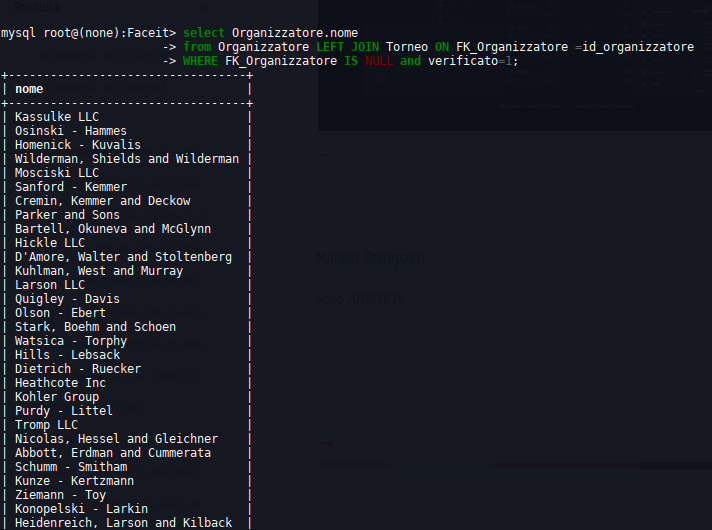 mysql root@(none):Faceit> select Organizzatore.nome
-> from Organizzatore LEFT JOIN Torneo ON FK_Organizzatore =id_organizzatore
-> WHERE FK_Organizzatore IS NULL and verificato=1;
+----------------------------------+
| nome |
+----------------------------------+
| Kassulke LLC |
| Osinski - Hammes |
| Homenick - Kuvalis |
| Wilderman, Shields and Wilderman |
| Mosciski LLC |
| Sanford - Kemmer |
| Cremin, Kemmer and Deckow |
| Parker and Sons |
| Bartell, Okuneva and McGlynn |
| Hickle LLC |
| D'Amore, Walter and Stoltenberg |
| Kuhlman, West and Murray |
| Larson LLC |
| Quigley - Davis |
| Olson - Ebert |
| Stark, Boehm and Schoen |
| Watsica - Torphy |
| Hills - Lebsack |
| Dietrich - Ruecker |
| Heathcote Inc |
| Kohler Group |
| Purdy - Littel |
| Tromp LLC |
| Nicolas, Hessel and Gleichner |
| Abbott, Erdman and Cummerata |
| Schumm - Smitham |
| Kunze - Kertzmann |
| Ziemann - Toy |
| Konopelski - Larkin |
| Heidenreich, Larson and Kilback |